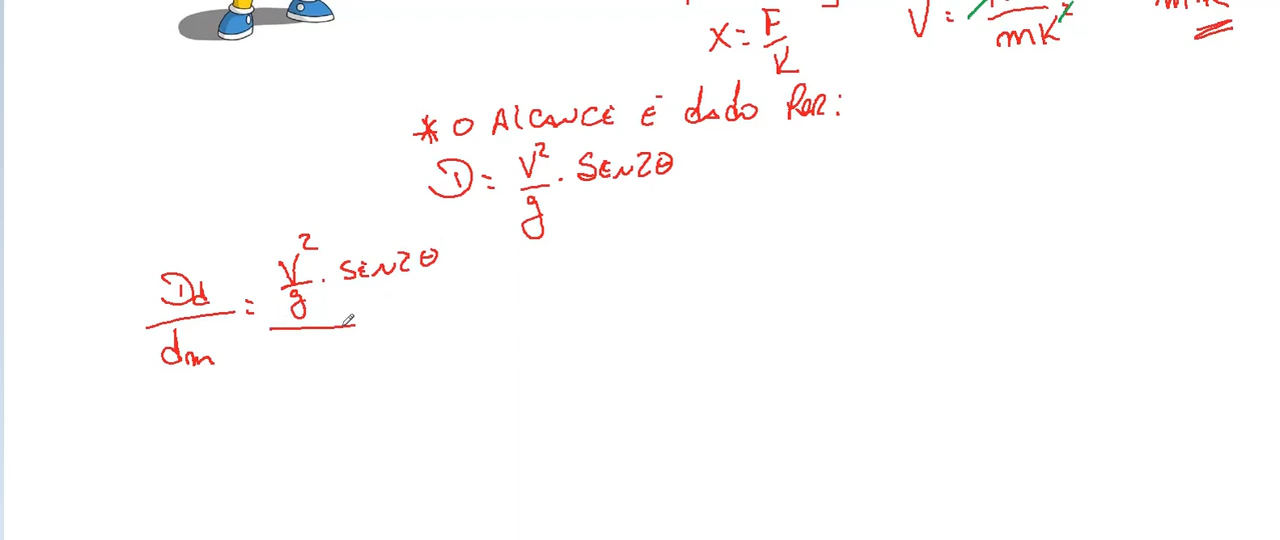 x = F/K
V = mK²
* O ALCANCE É dado POR:
D = V²/g . SEN2θ
Dd/dm = V²/g . SEN2θ